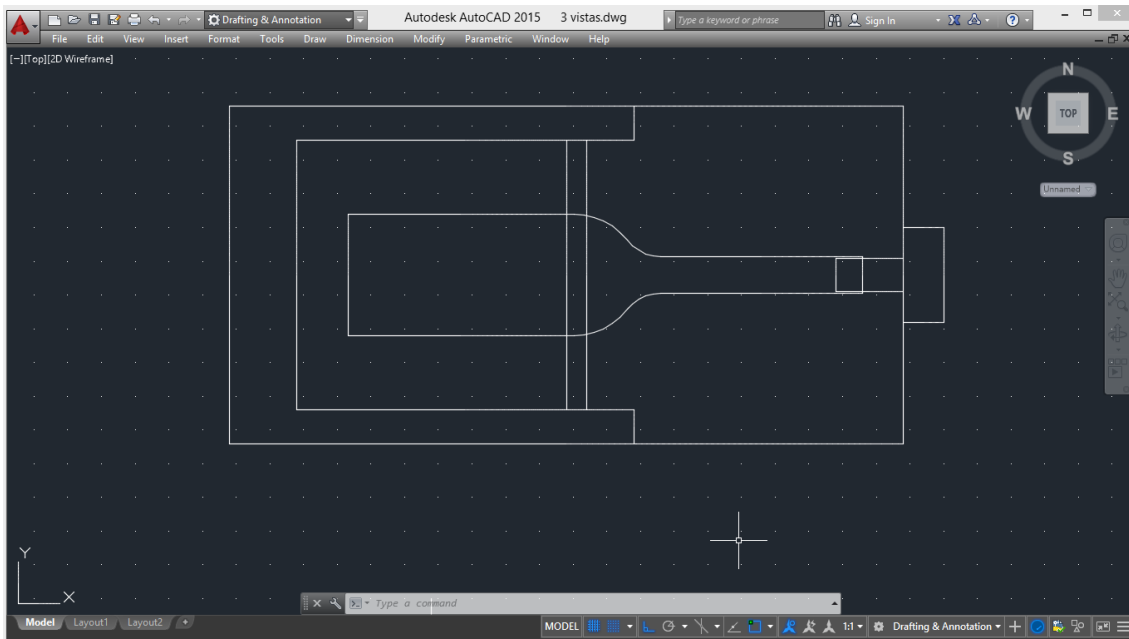 Drafting & Annotation Autodesk AutoCAD 2015 3 vistas.dwg Type a keyword or phrase Sign In
File Edit View Insert Format Tools Draw Dimension Modify Parametric Window Help
[−][Top][2D Wireframe]
N
W TOP E
S
Unnamed
Y
X
Type a command
Model Layout1 Layout2 + MODEL 1:1 Drafting & Annotation